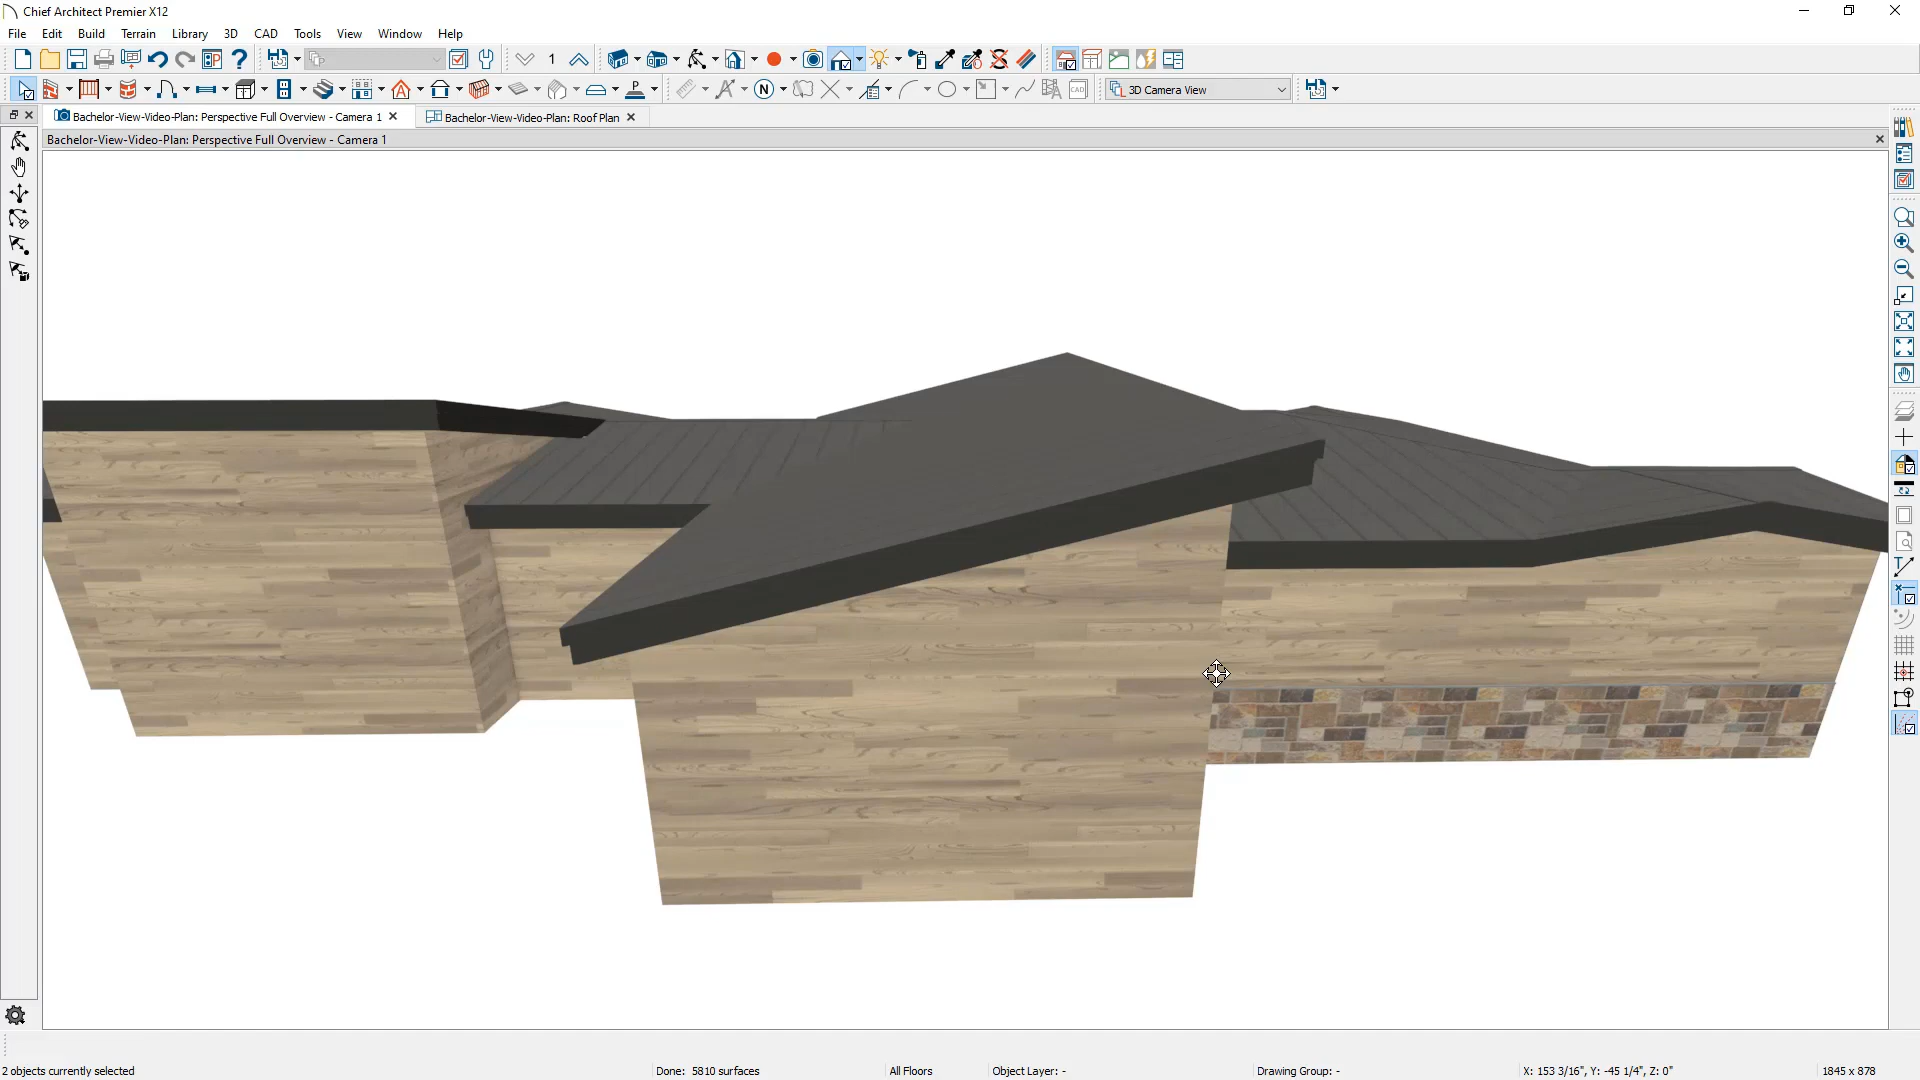 Chief Architect Premier X12
File Edit Build Terrain Library 3D CAD Tools View Window Help
1
N A P CAD 3D Camera View
Bachelor-View-Video-Plan: Perspective Full Overview - Camera 1 Bachelor-View-Video-Plan: Roof Plan
Bachelor-View-Video-Plan: Perspective Full Overview - Camera 1
T
2 objects currently selected Done: 5810 surfaces All Floors Object Layer: - Drawing Group: - X: 153 3/16", Y: -45 1/4", Z: 0" 1845 x 878